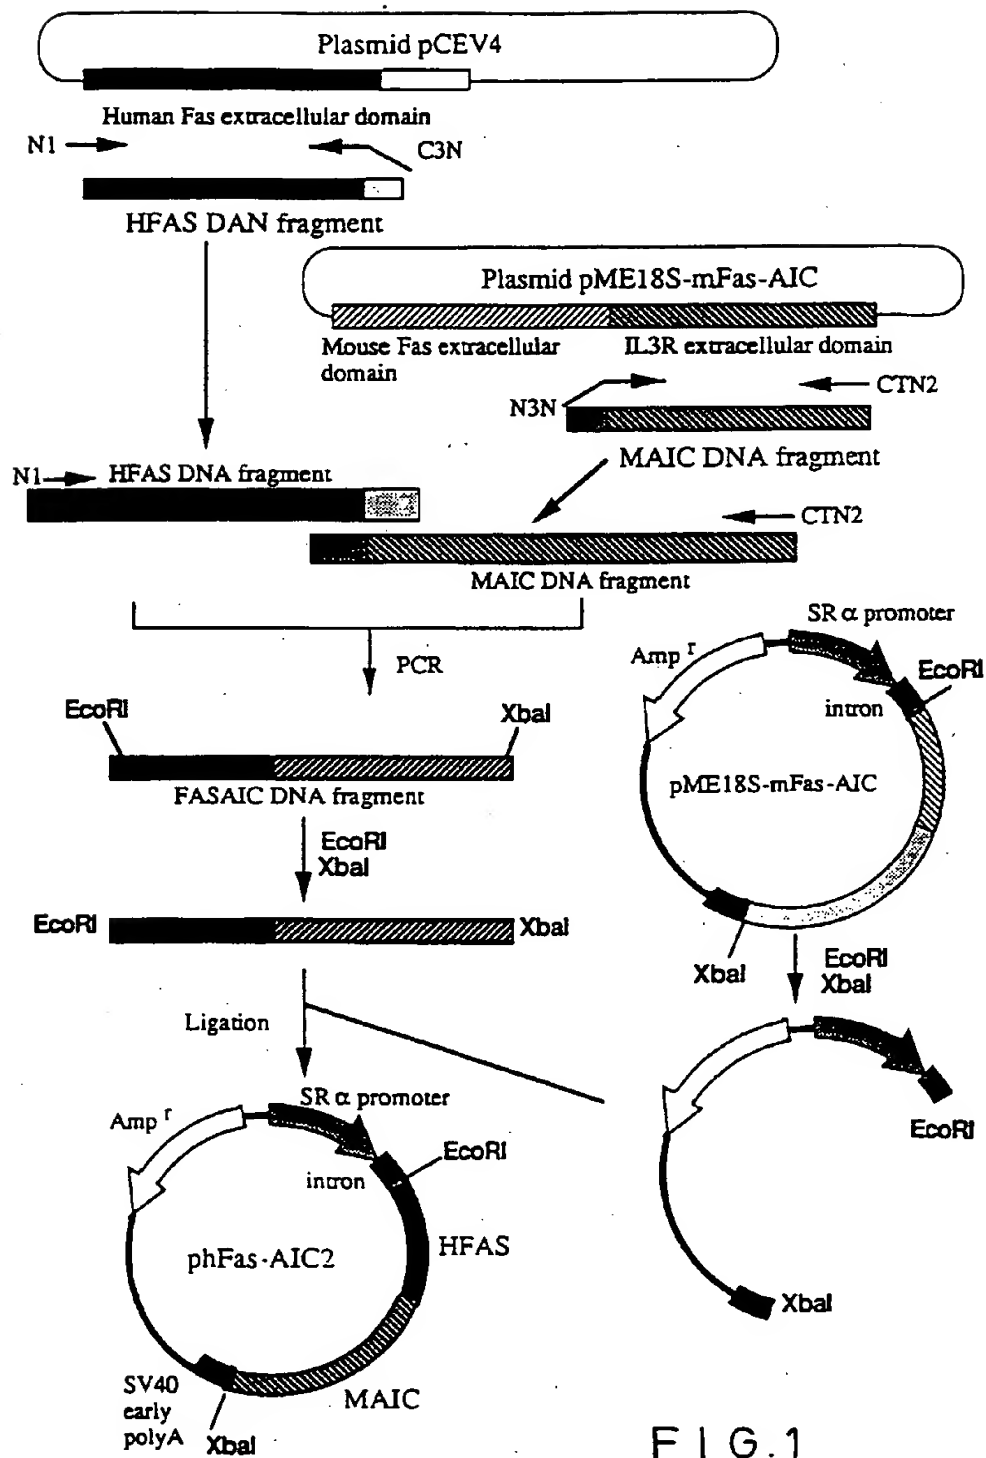 Plasmid pCEV4
Human Fas extracellular domain
N1
C3N
HFAS DAN fragment
Plasmid pME18S-mFas-AIC
Mouse Fas extracellular
domain
IL3R extracellular domain
N3N
CTN2
MAIC DNA fragment
N1
HFAS DNA fragment
CTN2
MAIC DNA fragment
PCR
EcoRI
XbaI
FASAIC DNA fragment
EcoRI
XbaI
EcoRI
XbaI
SR α promoter
Amp r
EcoRI
intron
pME18S-mFas-AIC
XbaI
EcoRI
XbaI
Ligation
EcoRI
XbaI
SR α promoter
Amp r
EcoRI
intron
HFAS
phFas-AIC2
SV40
early
polyA
XbaI
MAIC
FIG.1